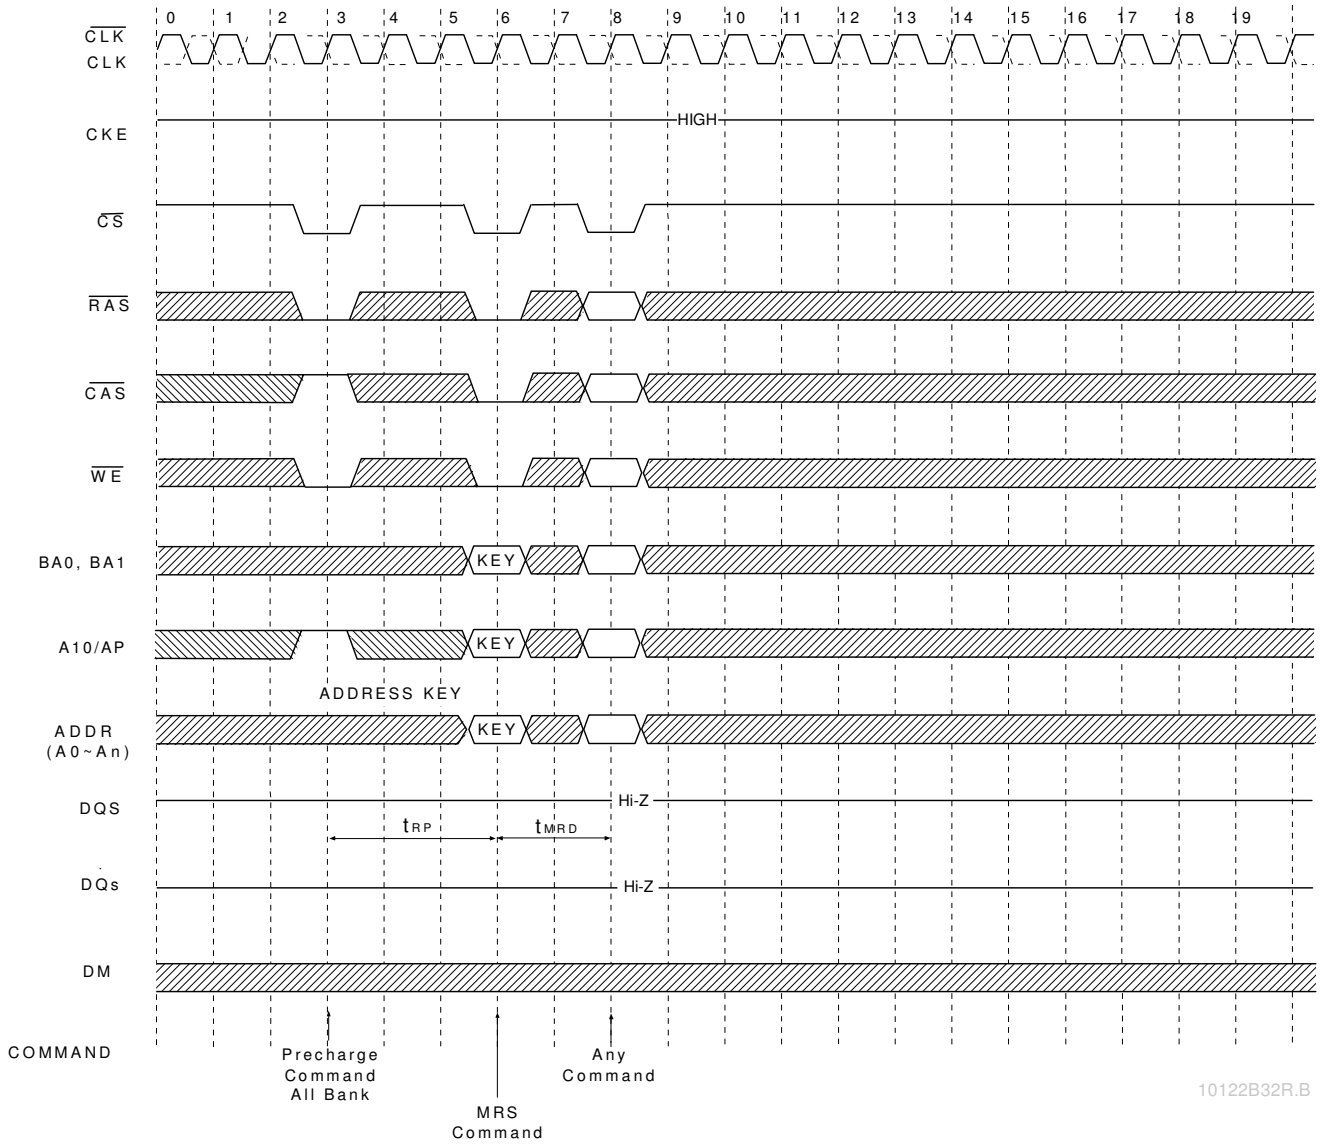 0 1 2 3 4 5 6 7 8 9 10 11 12 13 14 15 16 17 18 19
CLK
CLK
HIGH
CKE
CS
RAS
CAS
WE
BA0, BA1 KEY
A10/AP KEY
ADDRESS KEY
ADDR KEY
(A0~An)
DQS Hi-Z
tRP tMRD
DQs Hi-Z
DM
COMMAND
Precharge
Command
All Bank
MRS
Command
Any
Command
10122B32R.B